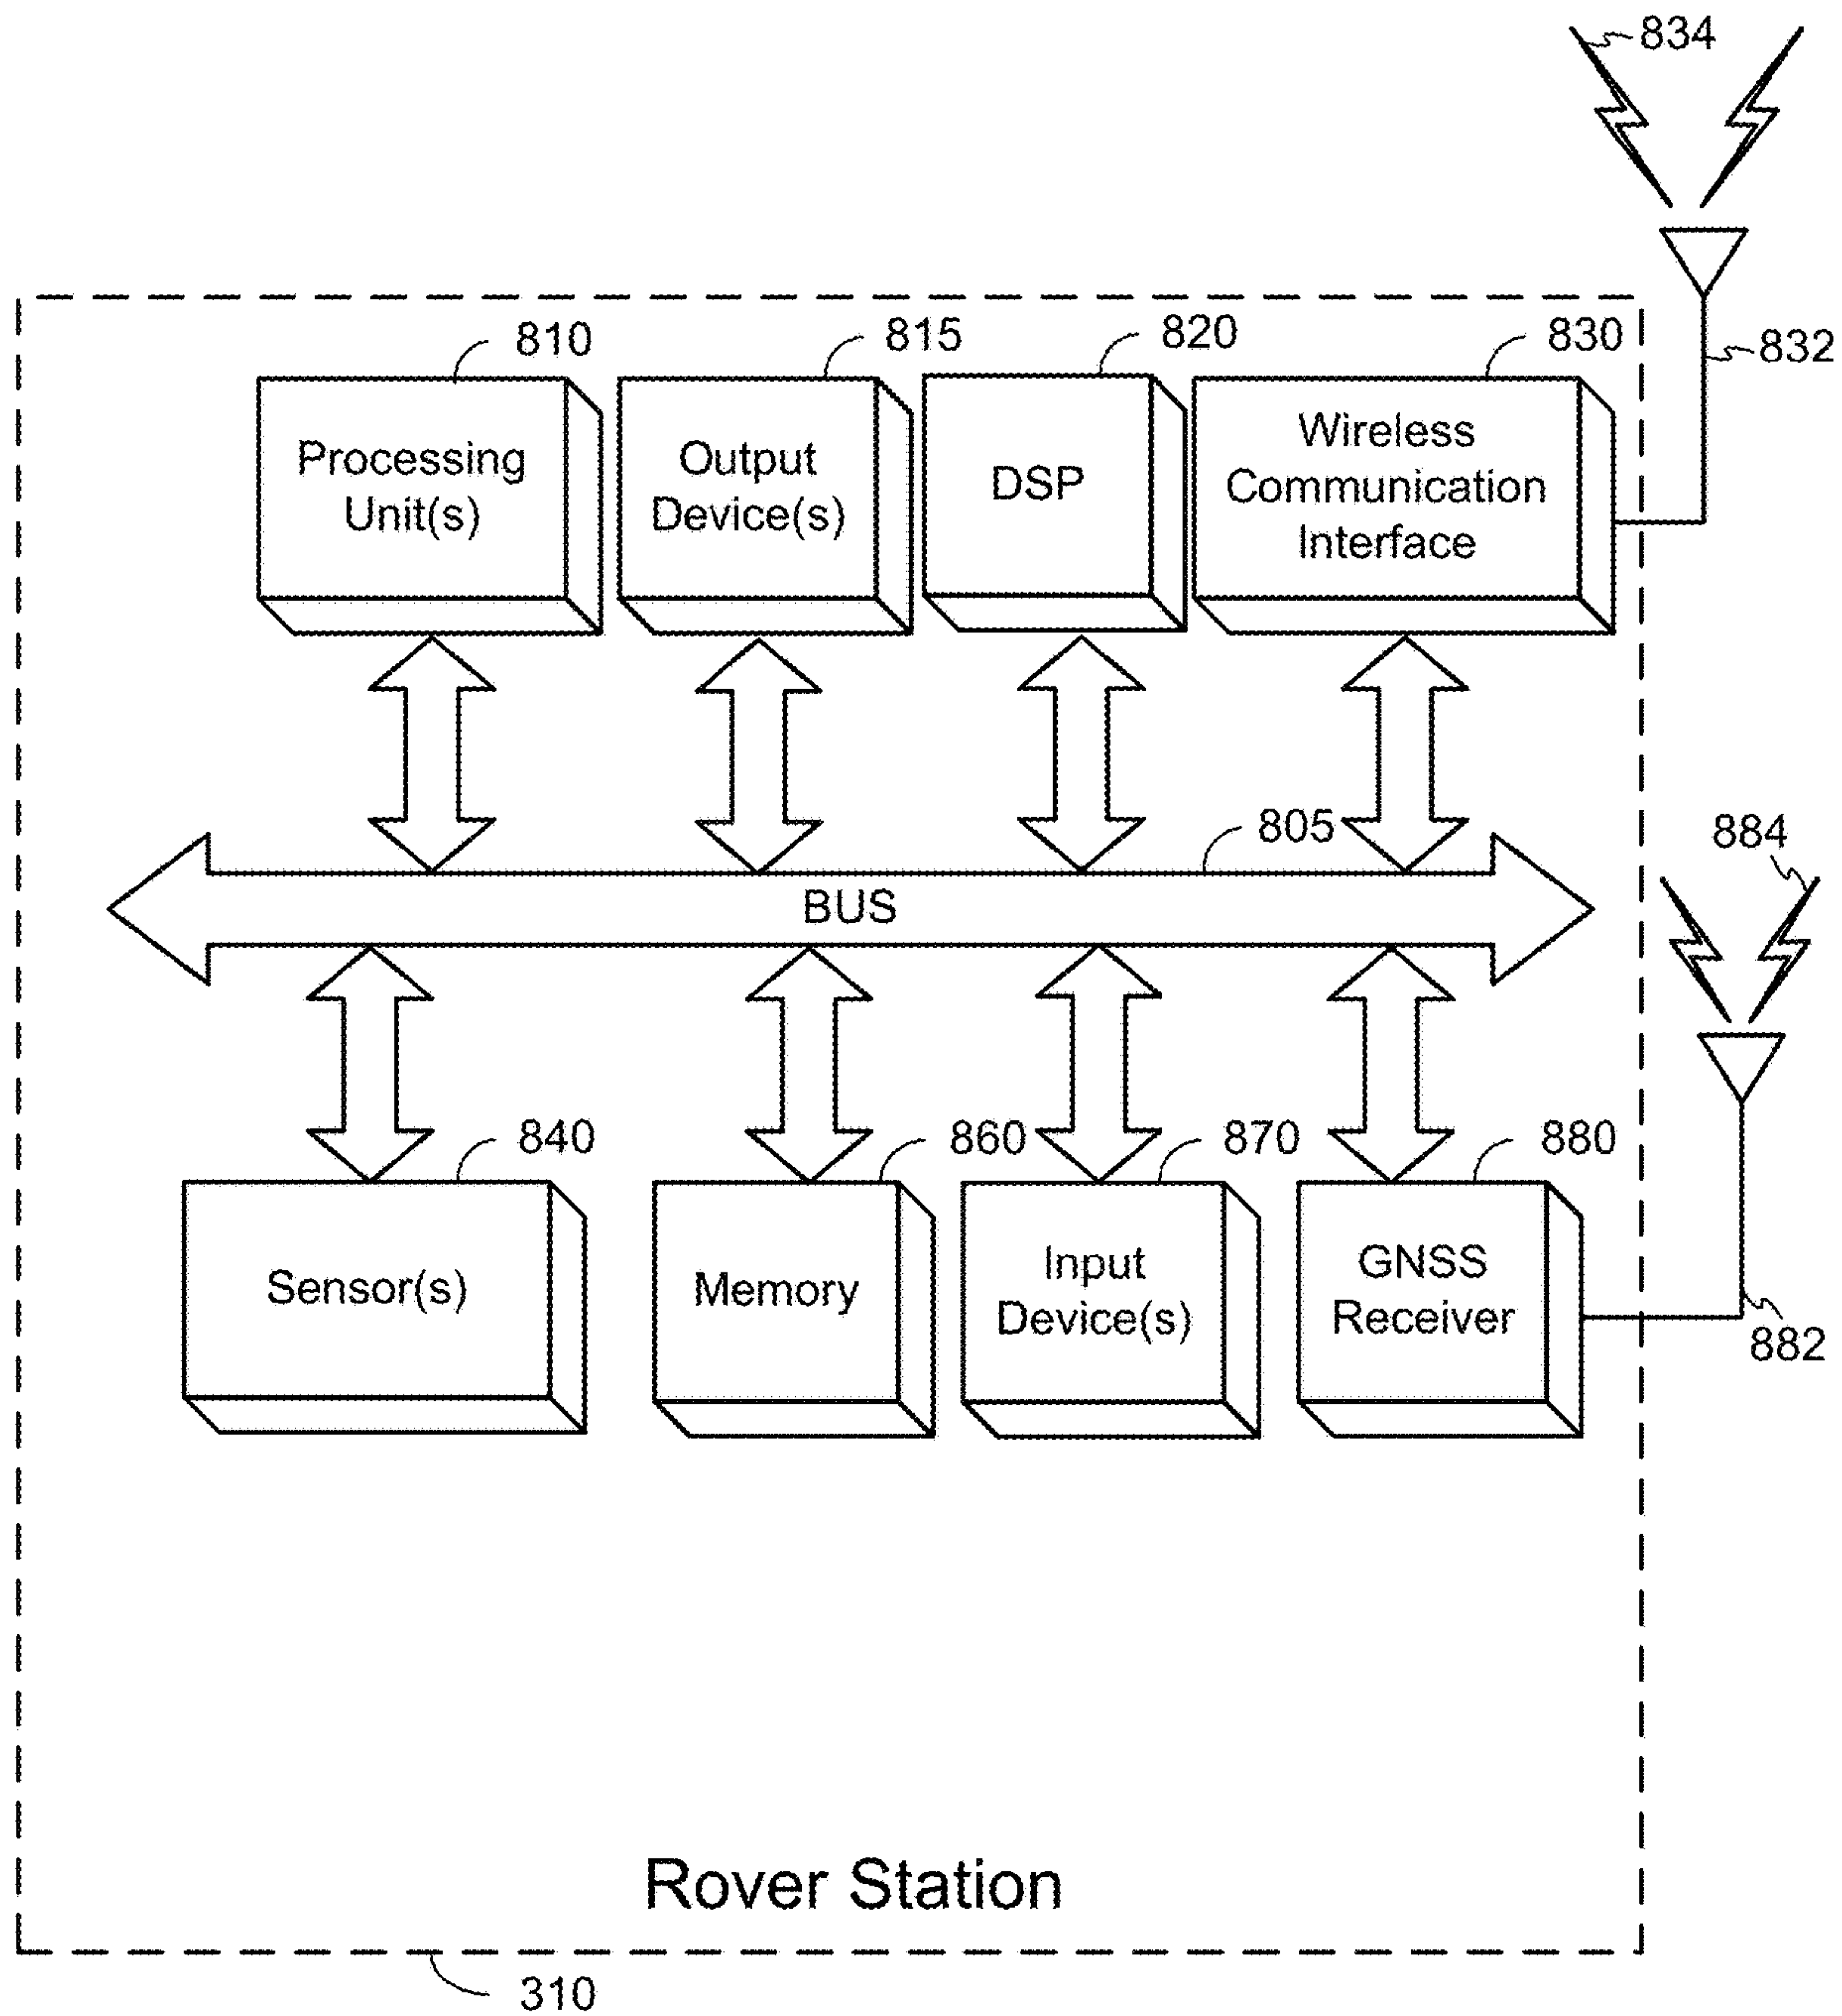 834
832
810
815
820
830
Processing
Unit(s)
Output
Device(s)
DSP
Wireless
Communication
Interface
805
BUS
884
840
860
870
880
Sensor(s)
Memory
Input
Device(s)
GNSS
Receiver
882
Rover Station
310